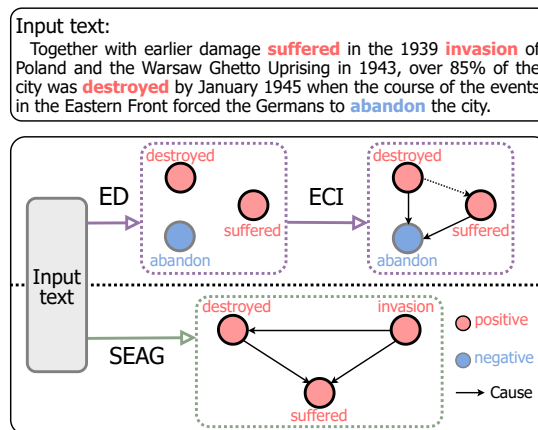 Input text:
Together with earlier damage suffered in the 1939 invasion of
Poland and the Warsaw Ghetto Uprising in 1943, over 85% of the
city was destroyed by January 1945 when the course of the events
in the Eastern Front forced the Germans to abandon the city.
destroyed
destroyed
ED
ECI
suffered
suffered
abandon
abandon
Input
text
destroyed
invasion
positive
SEAG
negative
Cause
suffered